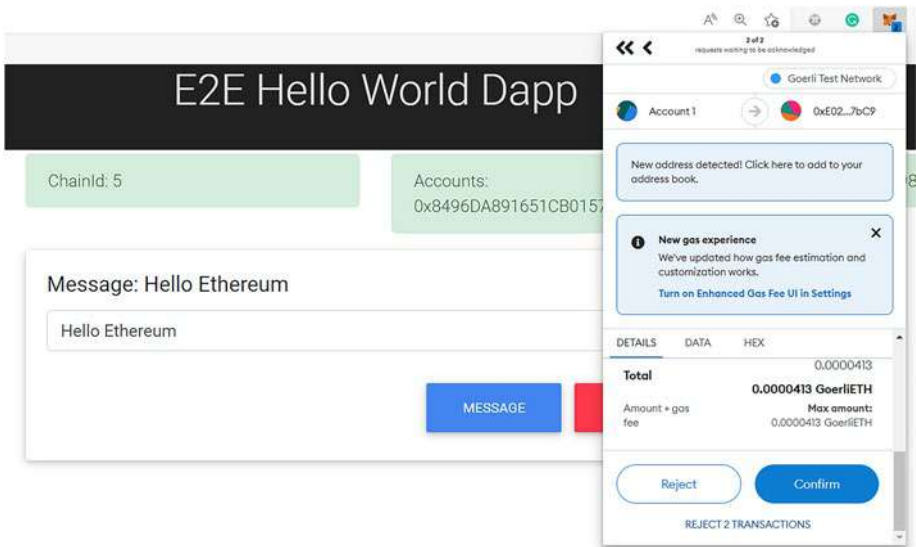 2 of 2
requests waiting to be acknowledged
Goerli Test Network
Account 1
0xE02...7bC9
E2E Hello World Dapp
ChainId: 5
Accounts:
0x8496DA891651CB0157
Message: Hello Ethereum
Hello Ethereum
MESSAGE
New address detected! Click here to add to your
address book.
New gas experience
We've updated how gas fee estimation and
customization works.
Turn on Enhanced Gas Fee UI in Settings
DETAILS DATA HEX
0.0000413
Total
0.0000413 GoerliETH
Amount + gas
fee
Max amount:
0.0000413 GoerliETH
Reject
Confirm
REJECT 2 TRANSACTIONS